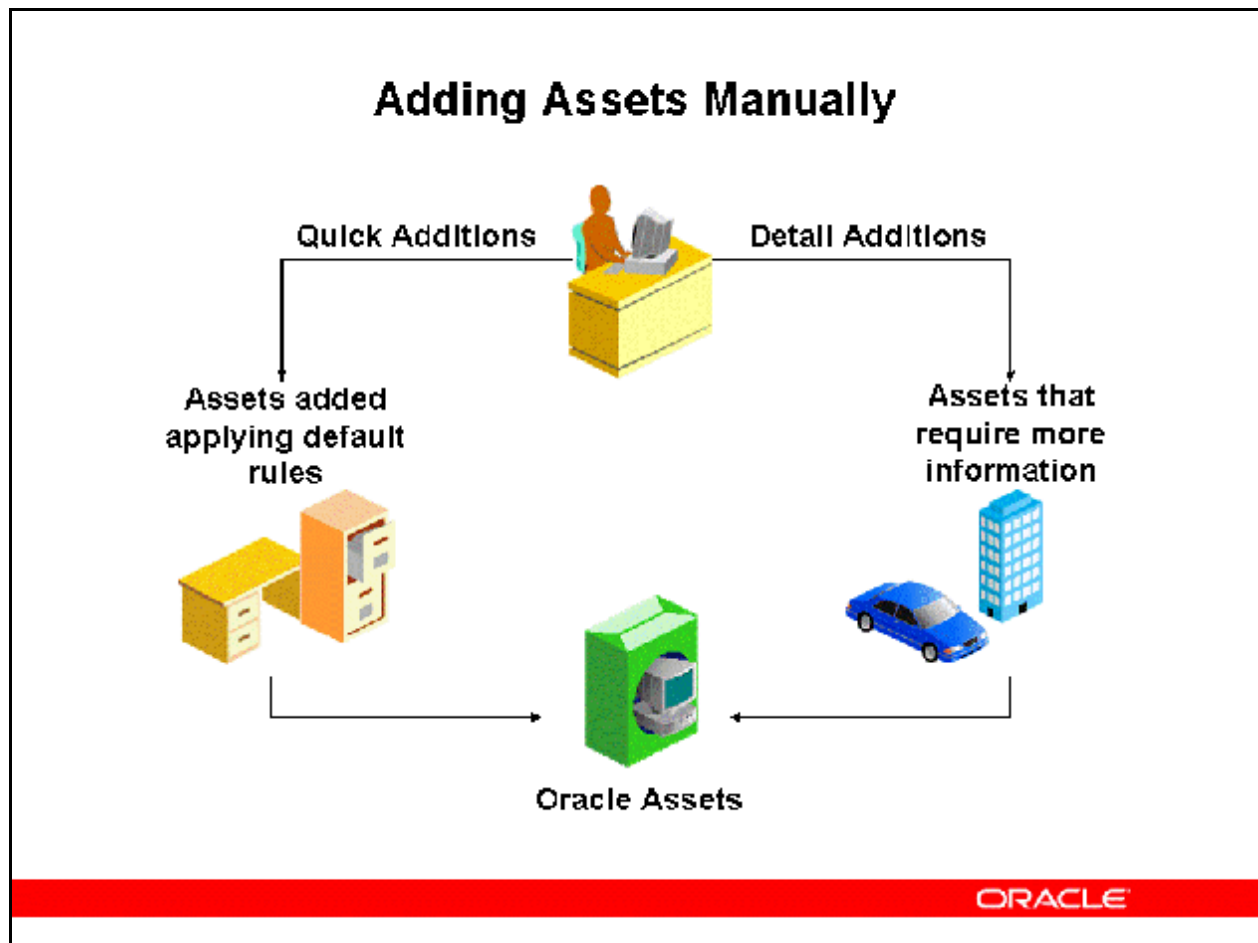 Adding Assets Manually
Quick Additions
Detail Additions
Assets added
applying default
rules
Assets that
require more
information
Oracle Assets
ORACLE